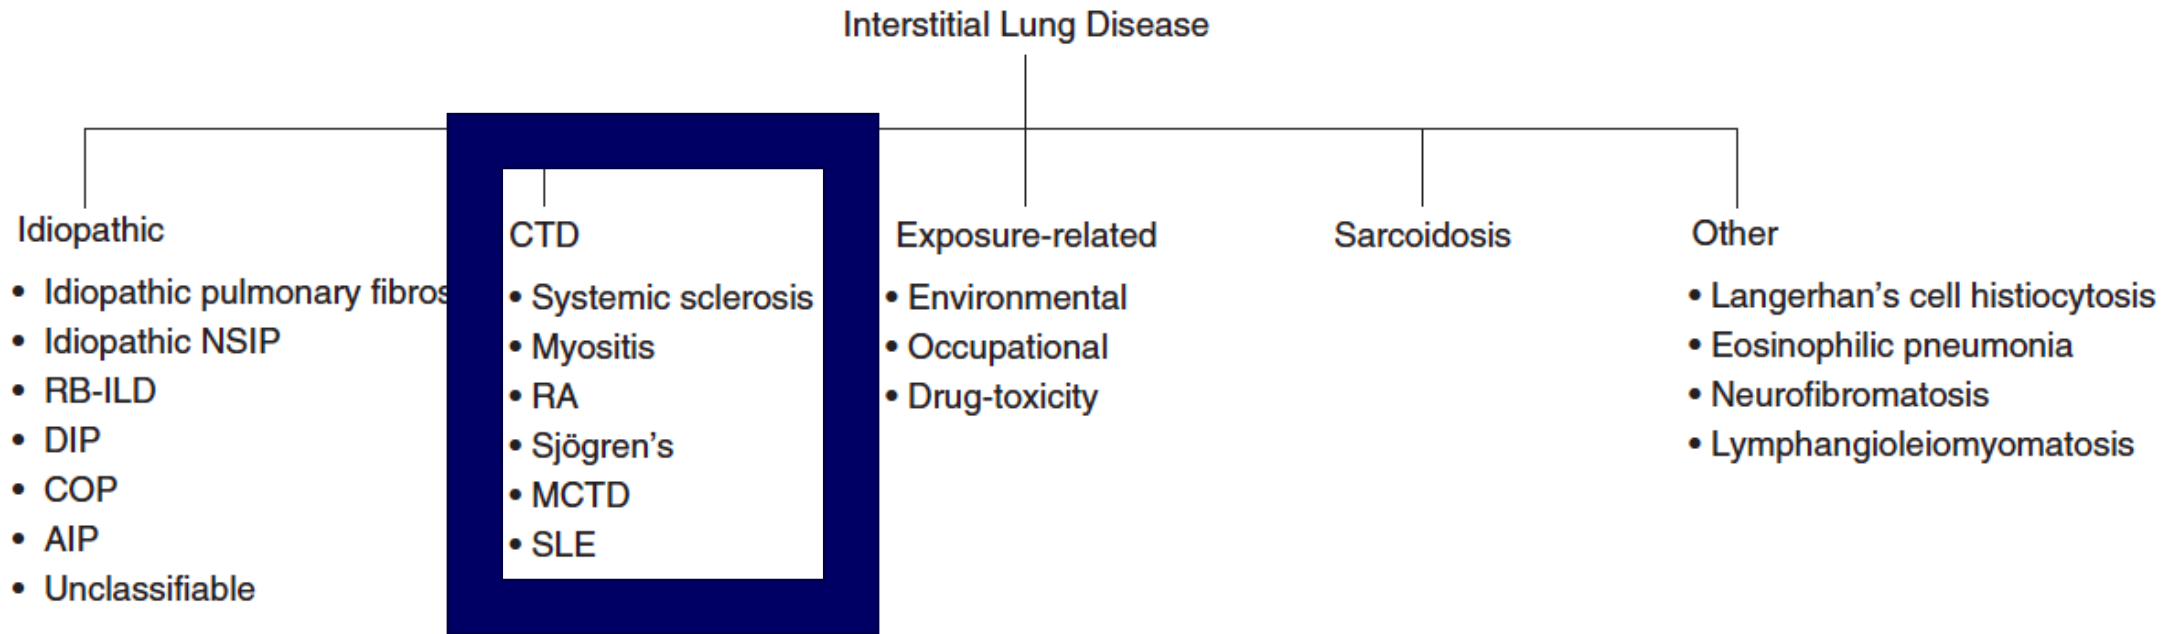 Interstitial Lung Disease
Idiopathic
• Idiopathic pulmonary fibros
• Idiopathic NSIP
• RB-ILD
• DIP
• COP
• AIP
• Unclassifiable
CTD
• Systemic sclerosis
• Myositis
• RA
• Sjögren's
• MCTD
• SLE
Exposure-related
• Environmental
• Occupational
• Drug-toxicity
Sarcoidosis
Other
• Langerhan's cell histiocytosis
• Eosinophilic pneumonia
• Neurofibromatosis
• Lymphangioleiomyomatosis